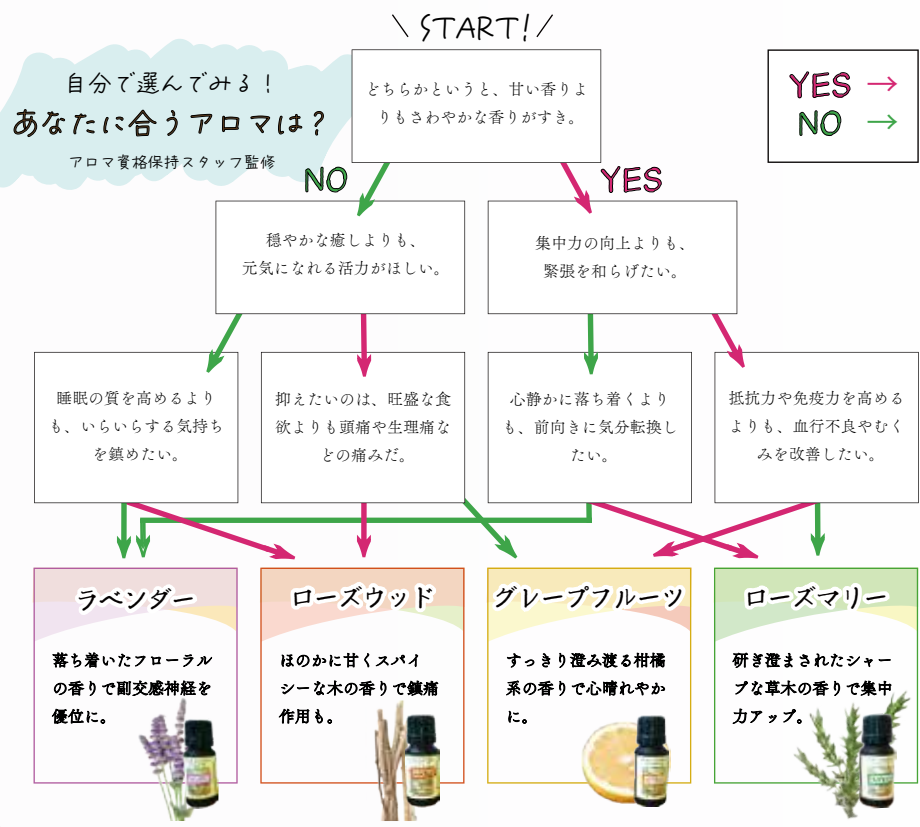 START!
自分で選んでみる！
あなたに合うアロマは？
アロマ資格保持スタッフ監修
どちらかというと、甘い香りよ
りもさわやかな香りがすき。
YES →
NO →
NO
YES
穏やかな癒しよりも、
元気になれる活力がほしい。
集中力の向上よりも、
緊張を和らげたい。
睡眠の質を高めるより
も、いらいらする気持ち
を鎮めたい。
抑えたいのは、旺盛な食
欲よりも頭痛や生理痛な
どの痛みだ。
心静かに落ち着くより
も、前向きに気分転換し
たい。
抵抗力や免疫力を高める
よりも、血行不良やむく
みを改善したい。
ラベンダー
落ち着いたフローラル
の香りで副交感神経を
優位に。
ローズウッド
ほのかに甘くスパイ
シーな木の香りで鎮痛
作用も。
グレープフルーツ
すっきり澄み渡る柑橘
系の香りで心晴れやか
に。
ローズマリー
研ぎ澄まされたシャー
プな草木の香りで集中
力アップ。